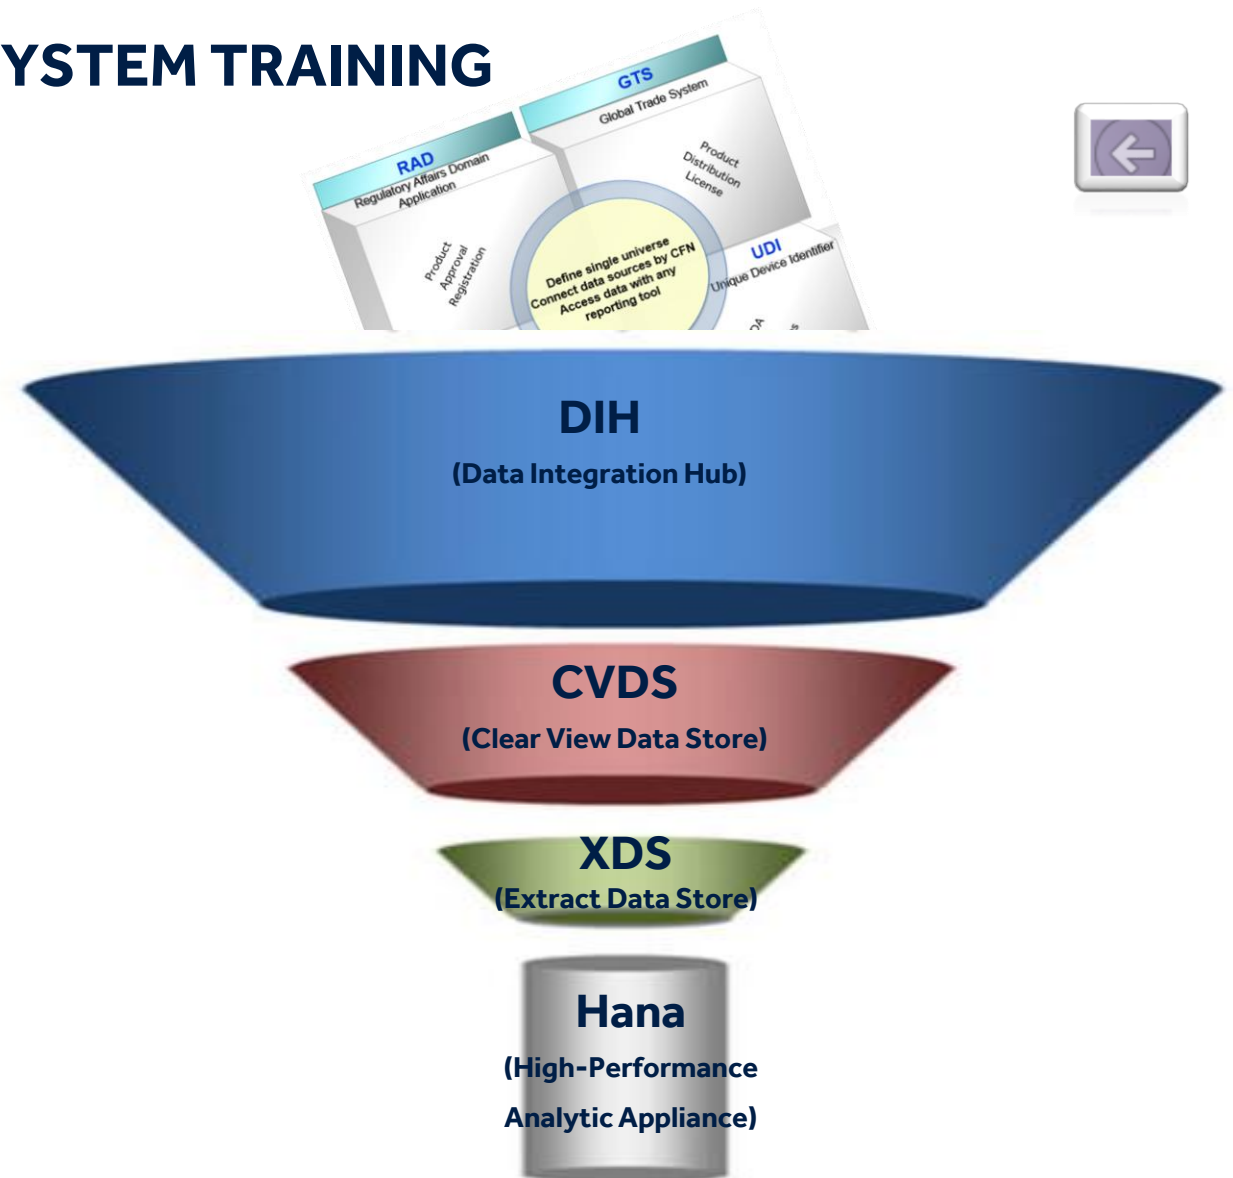 YSTEM TRAINING
GTS
Global Trade System
Product
Distribution
License
RAD
Regulatory Affairs Domain
Application
Product
Approval
Registration
Define single universe
Connect data sources by CFN
Access data with any
reporting tool
UDI
Unique Device Identifier
DIH
(Data Integration Hub)
CVDS
(Clear View Data Store)
XDS
(Extract Data Store)
Hana
(High-Performance
Analytic Appliance)